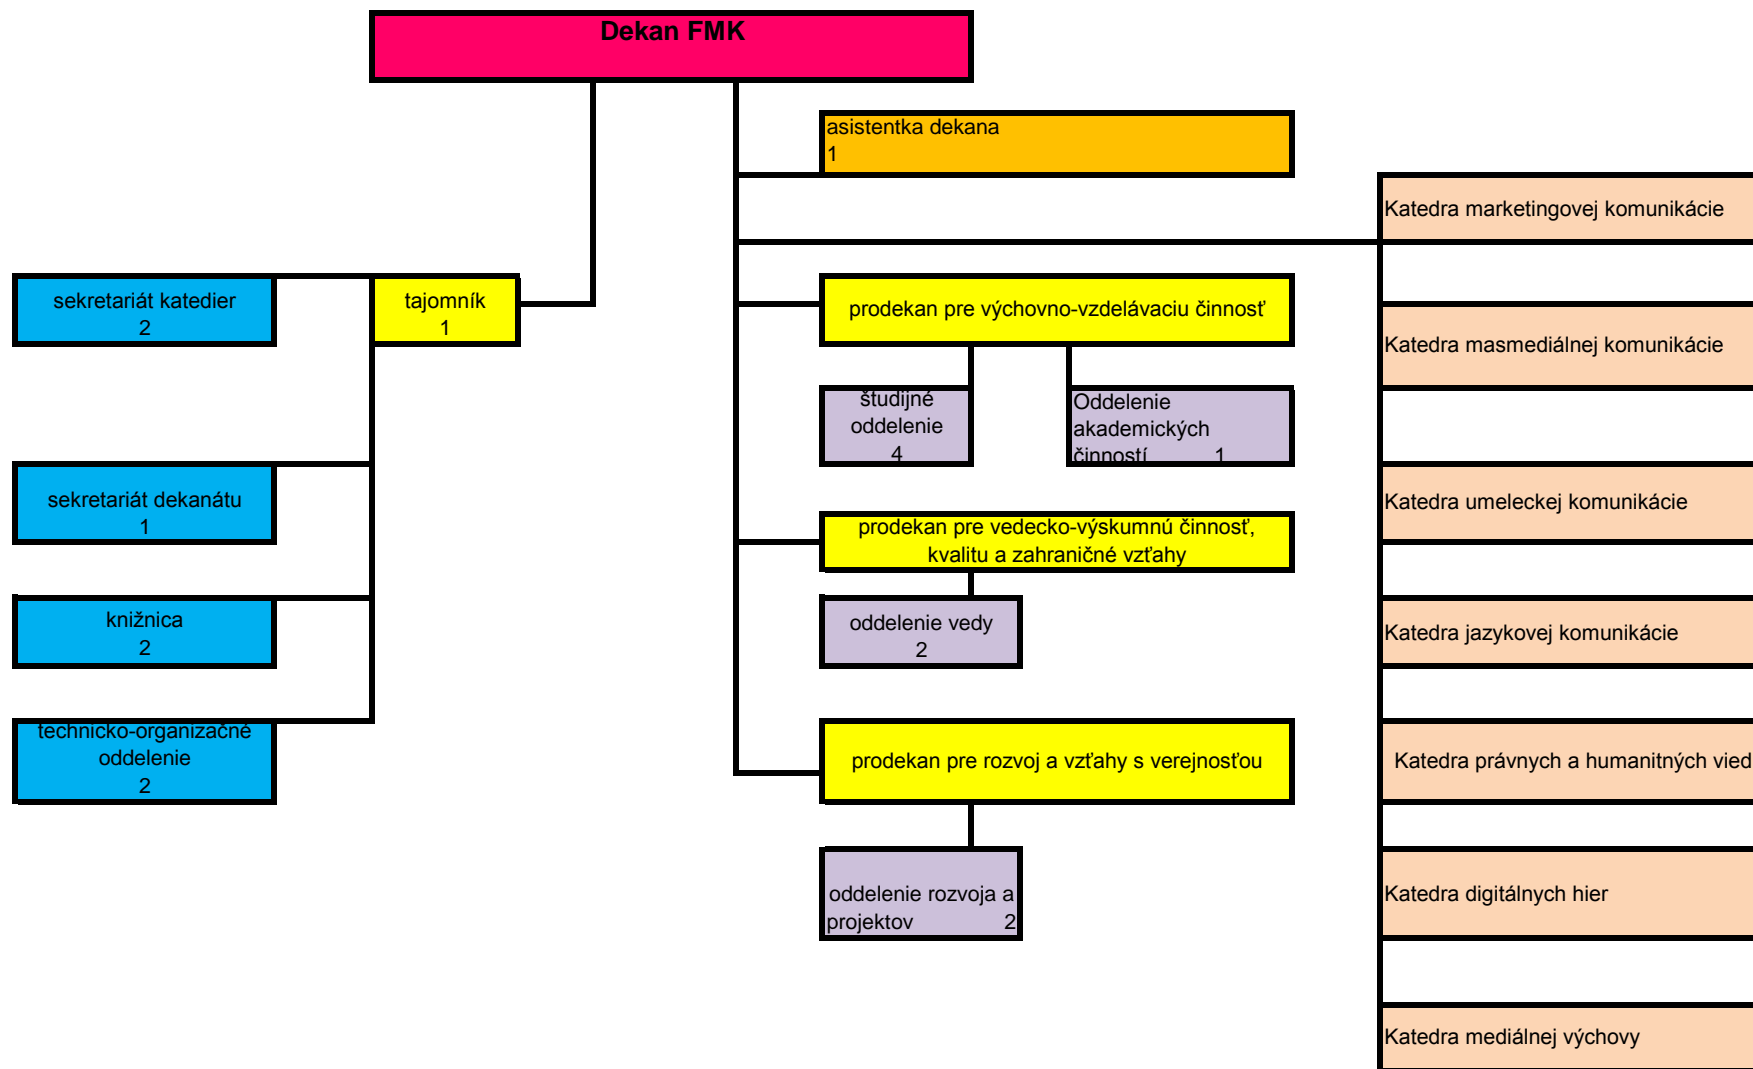 Dekan FMK
asistentka dekana
1
Katedra marketingovej komunikácie
sekretariát katedier
2
tajomník
1
prodekan pre výchovno-vzdelávaciu činnosť
Katedra masmediálnej komunikácie
študijné
oddelenie
4
Oddelenie
akademických
činností 1
sekretariát dekanátu
1
Katedra umeleckej komunikácie
prodekan pre vedecko-výskumnú činnosť,
kvalitu a zahraničné vzťahy
knižnica
2
oddelenie vedy
2
Katedra jazykovej komunikácie
technicko-organizačné
oddelenie
2
prodekan pre rozvoj a vzťahy s verejnosťou
Katedra právnych a humanitných vied
oddelenie rozvoja a
projektov 2
Katedra digitálnych hier
Katedra mediálnej výchovy